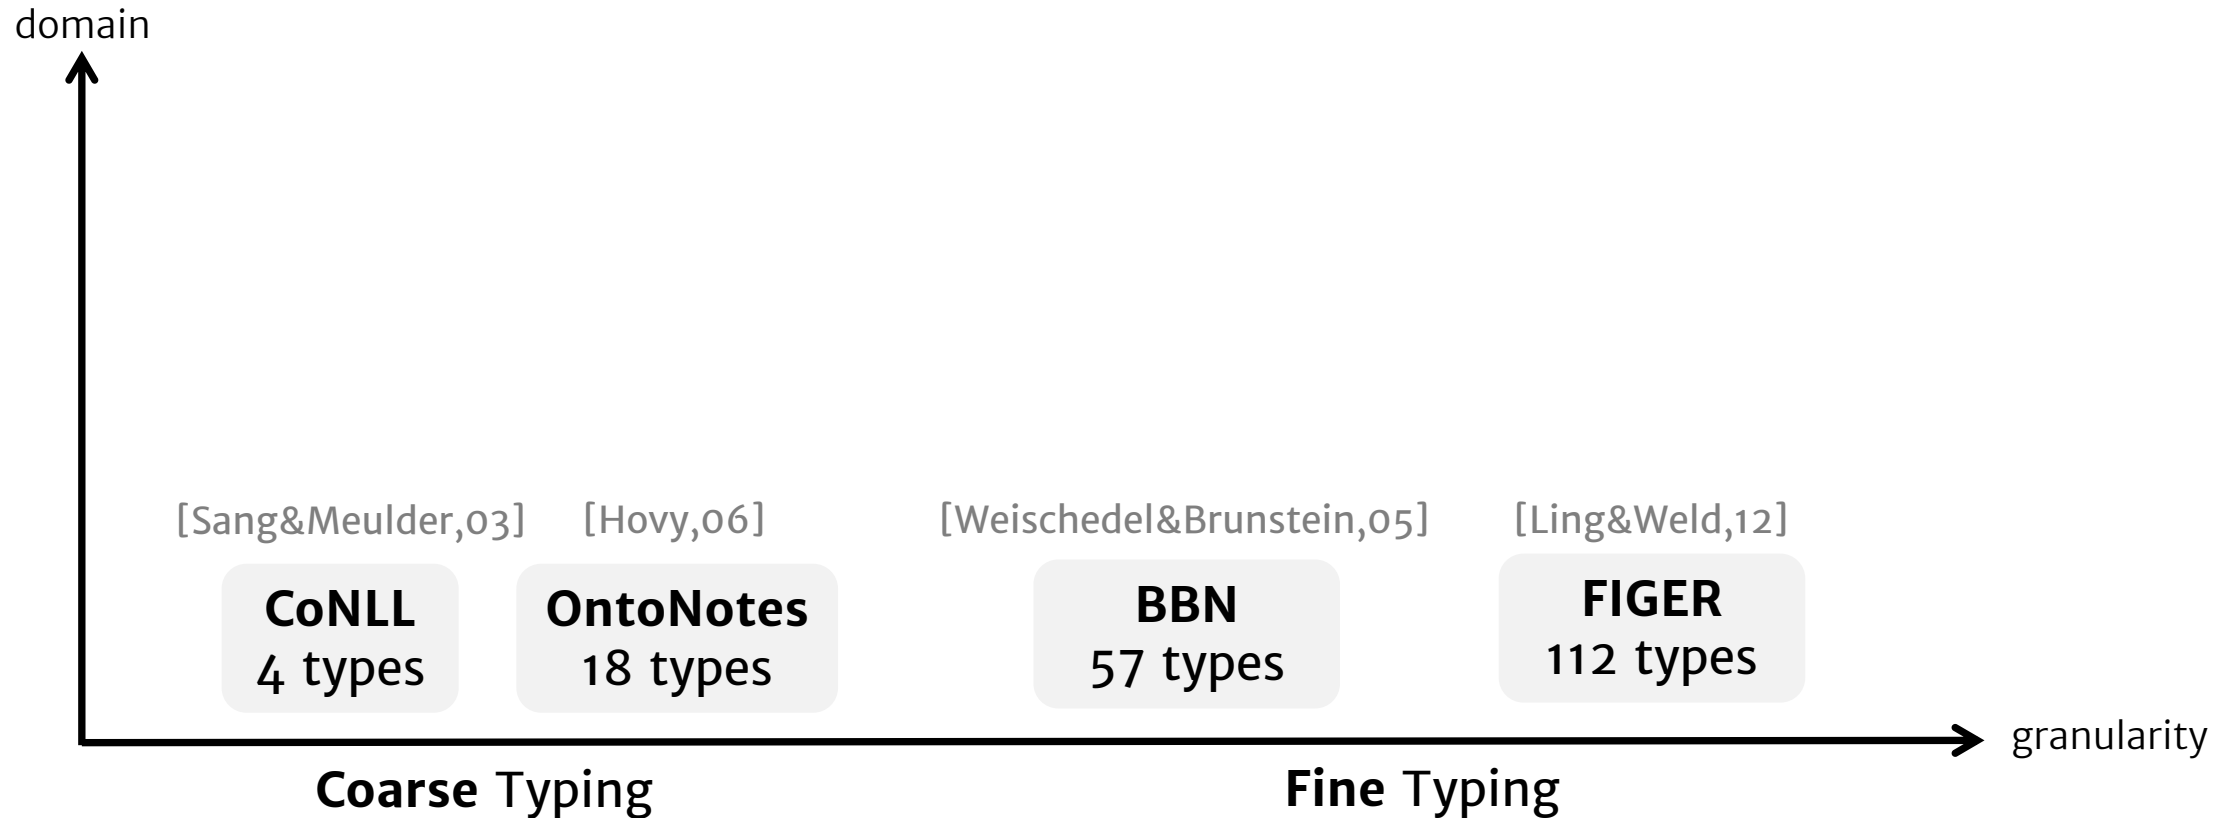 domain
[Sang&Meulder,03] [Hovy,06] [Weischedel&Brunstein,05] [Ling&Weld,12]
CoNLL OntoNotes BBN FIGER
4 types 18 types 57 types 112 types
granularity
Coarse Typing Fine Typing